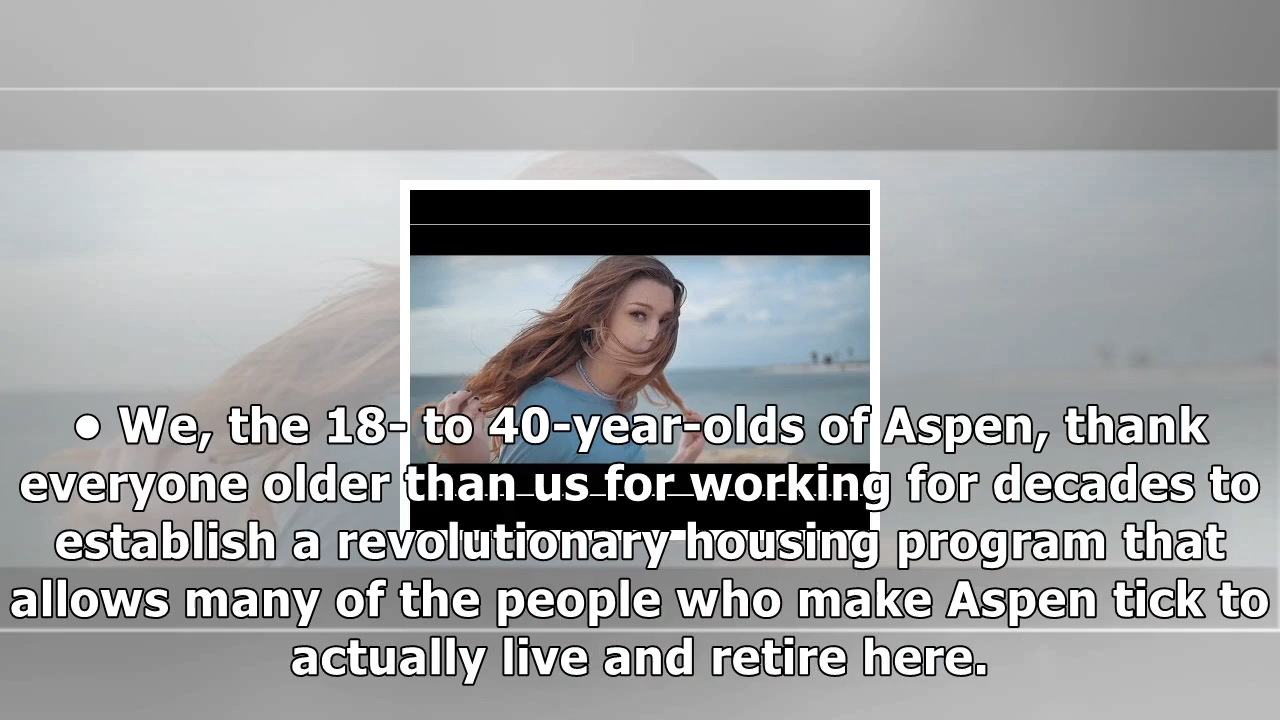 • We, the 18- to 40-year-olds of Aspen, thank
everyone older than us for working for decades to
establish a revolutionary housing program that
allows many of the people who make Aspen tick to
actually live and retire here.